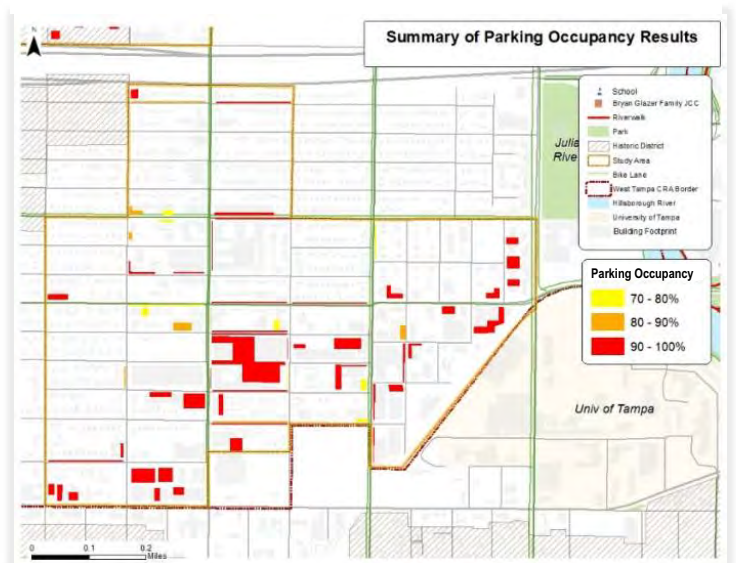 Summary of Parking Occupancy Results
N
School
Bryan Glazer Family JCC
Riverwalk
Park
Historic District
Study Area
Bike Lane
West Tampa CRA Border
Hillsborough River
University of Tampa
Building Footprint
Julia
Rive
Parking Occupancy
70 - 80%
80 - 90%
90 - 100%
Univ of Tampa
0 0.1 0.2
Miles